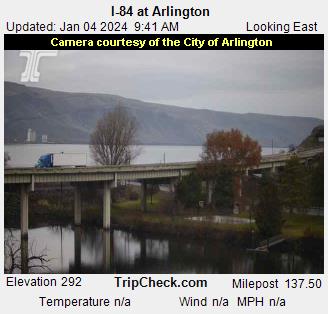 I-84 at Arlington
Updated: Jan 04 2024 9:41 AM Looking East
Camera courtesy of the City of Arlington
Elevation 292 TripCheck.com Milepost 137.50
Temperature n/a Wind n/a MPH n/a